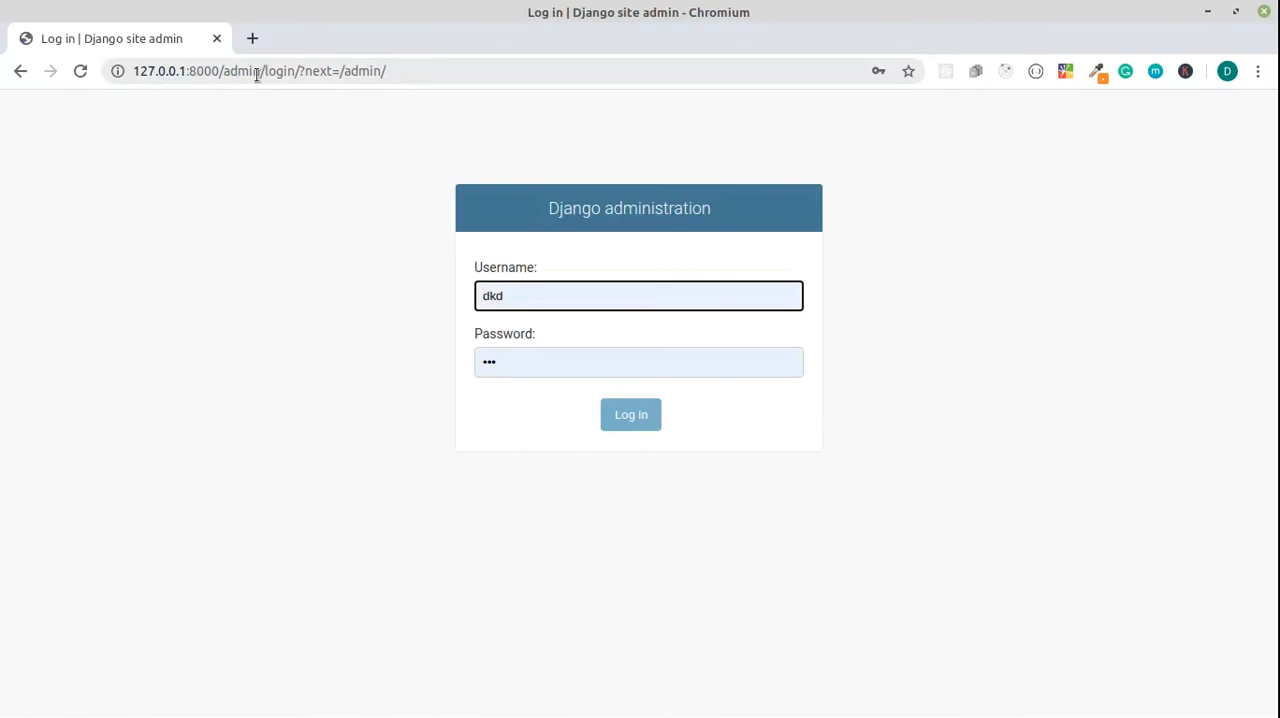 Log in | Django site admin - Chromium
Log in | Django site admin
127.0.0.1:8000/admin/login/?next=/admin/
D
Django administration
Username:
dkd
Password:
•••
Log in